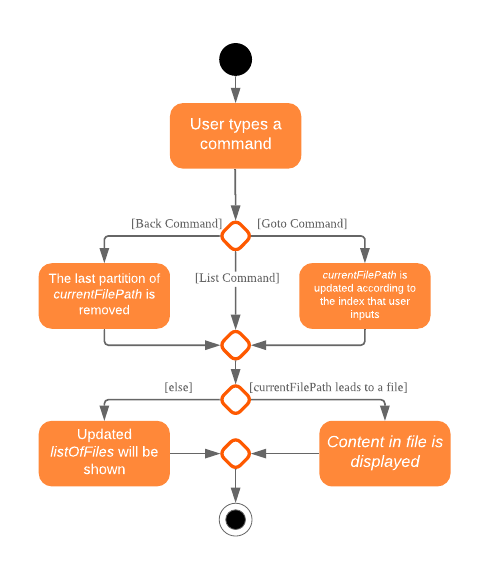 User types a
command
[Back Command]
[Goto Command]
[List Command]
The last partition of
currentFilePath is
removed
currentFilePath is
updated according to
the index that user
inputs
[else]
[currentFilePath leads to a file]
Updated
listOfFiles will be
shown
Content in file is
displayed